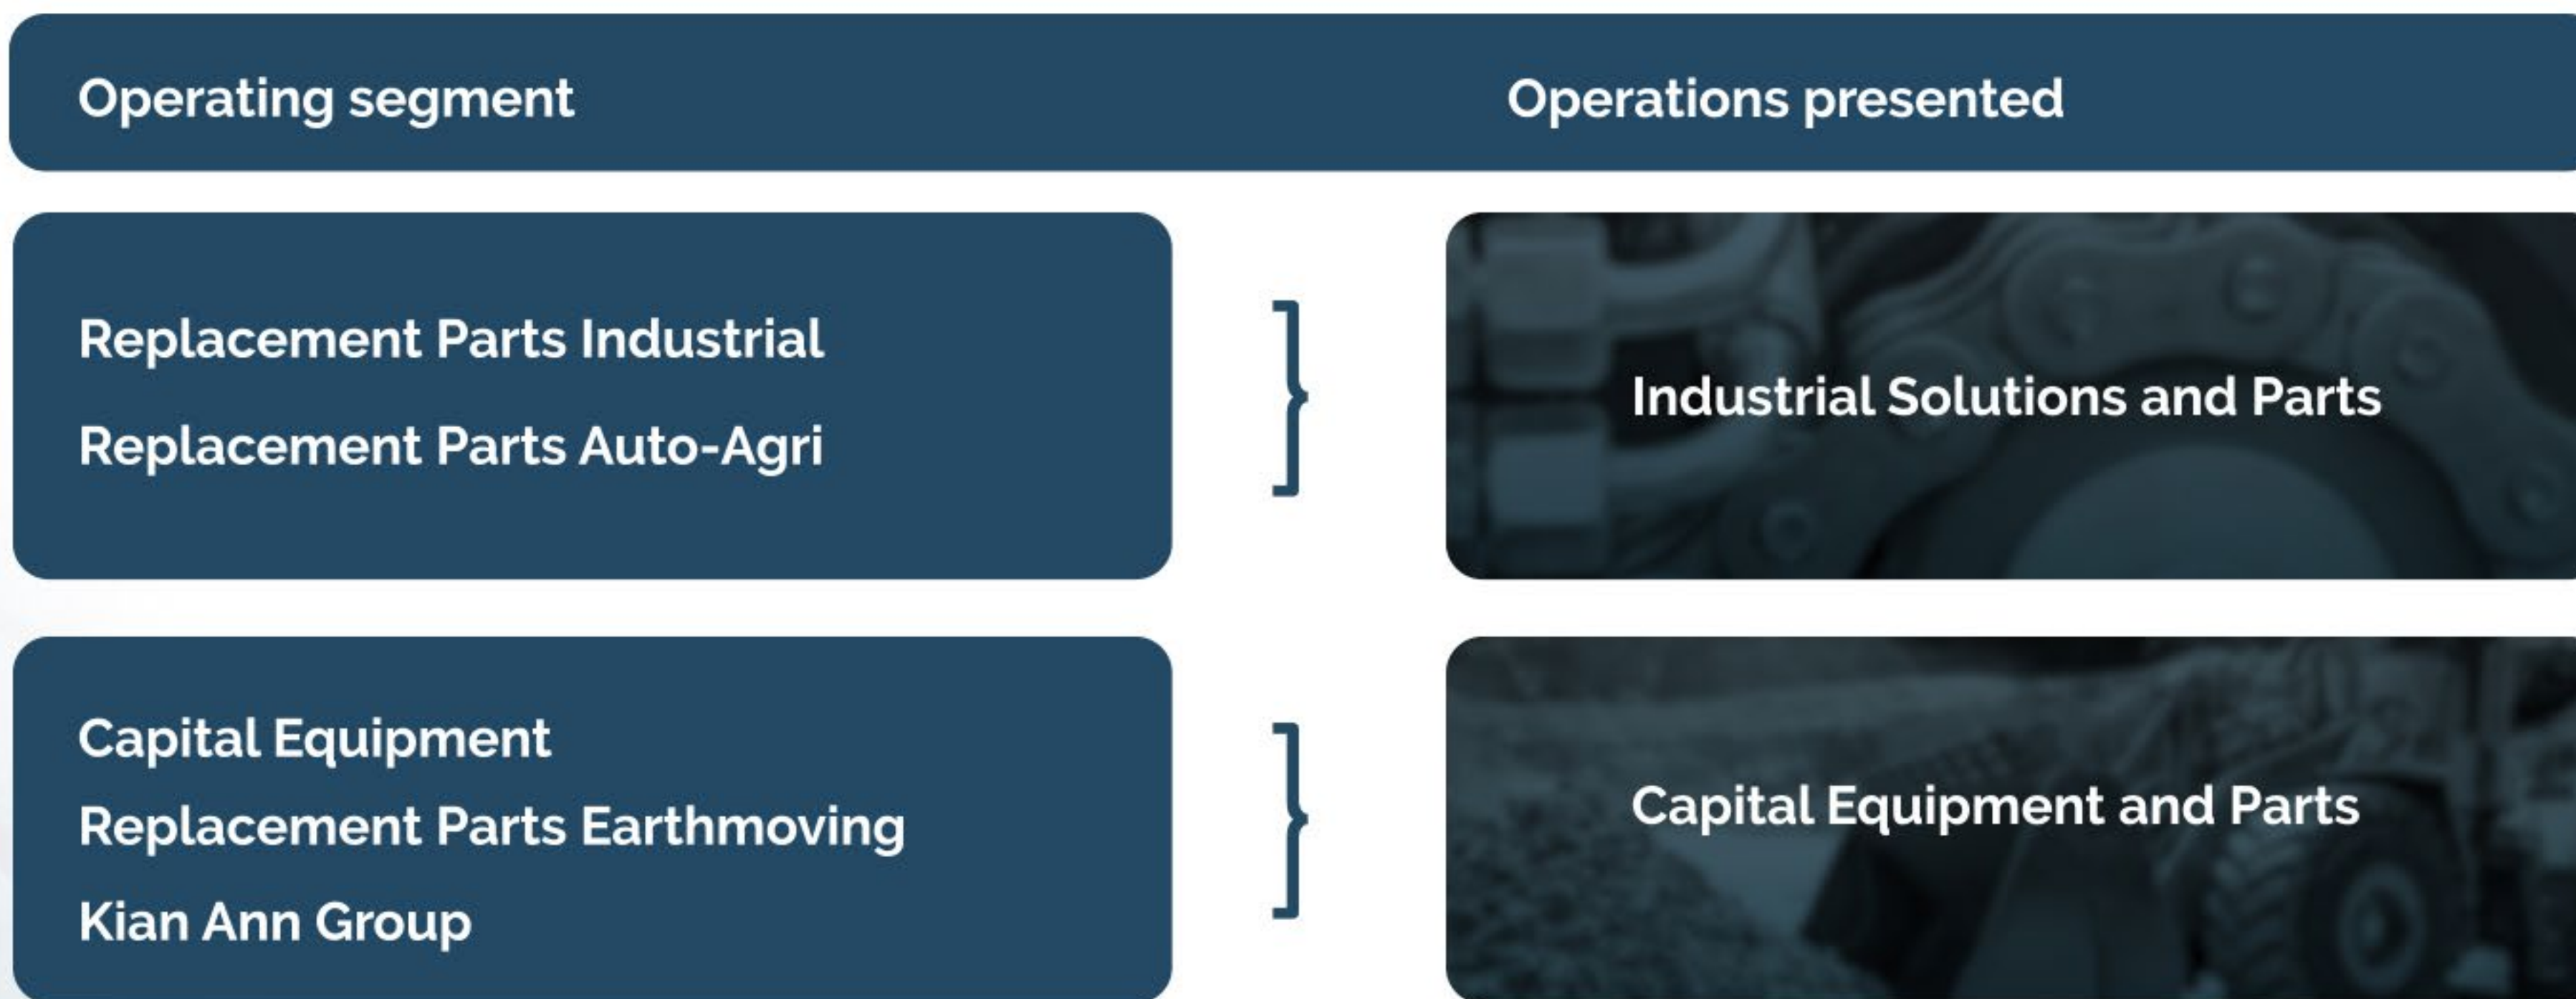 Operating segment
Operations presented
Replacement Parts Industrial
Replacement Parts Auto-Agri
Industrial Solutions and Parts
Capital Equipment
Replacement Parts Earthmoving
Kian Ann Group
Capital Equipment and Parts